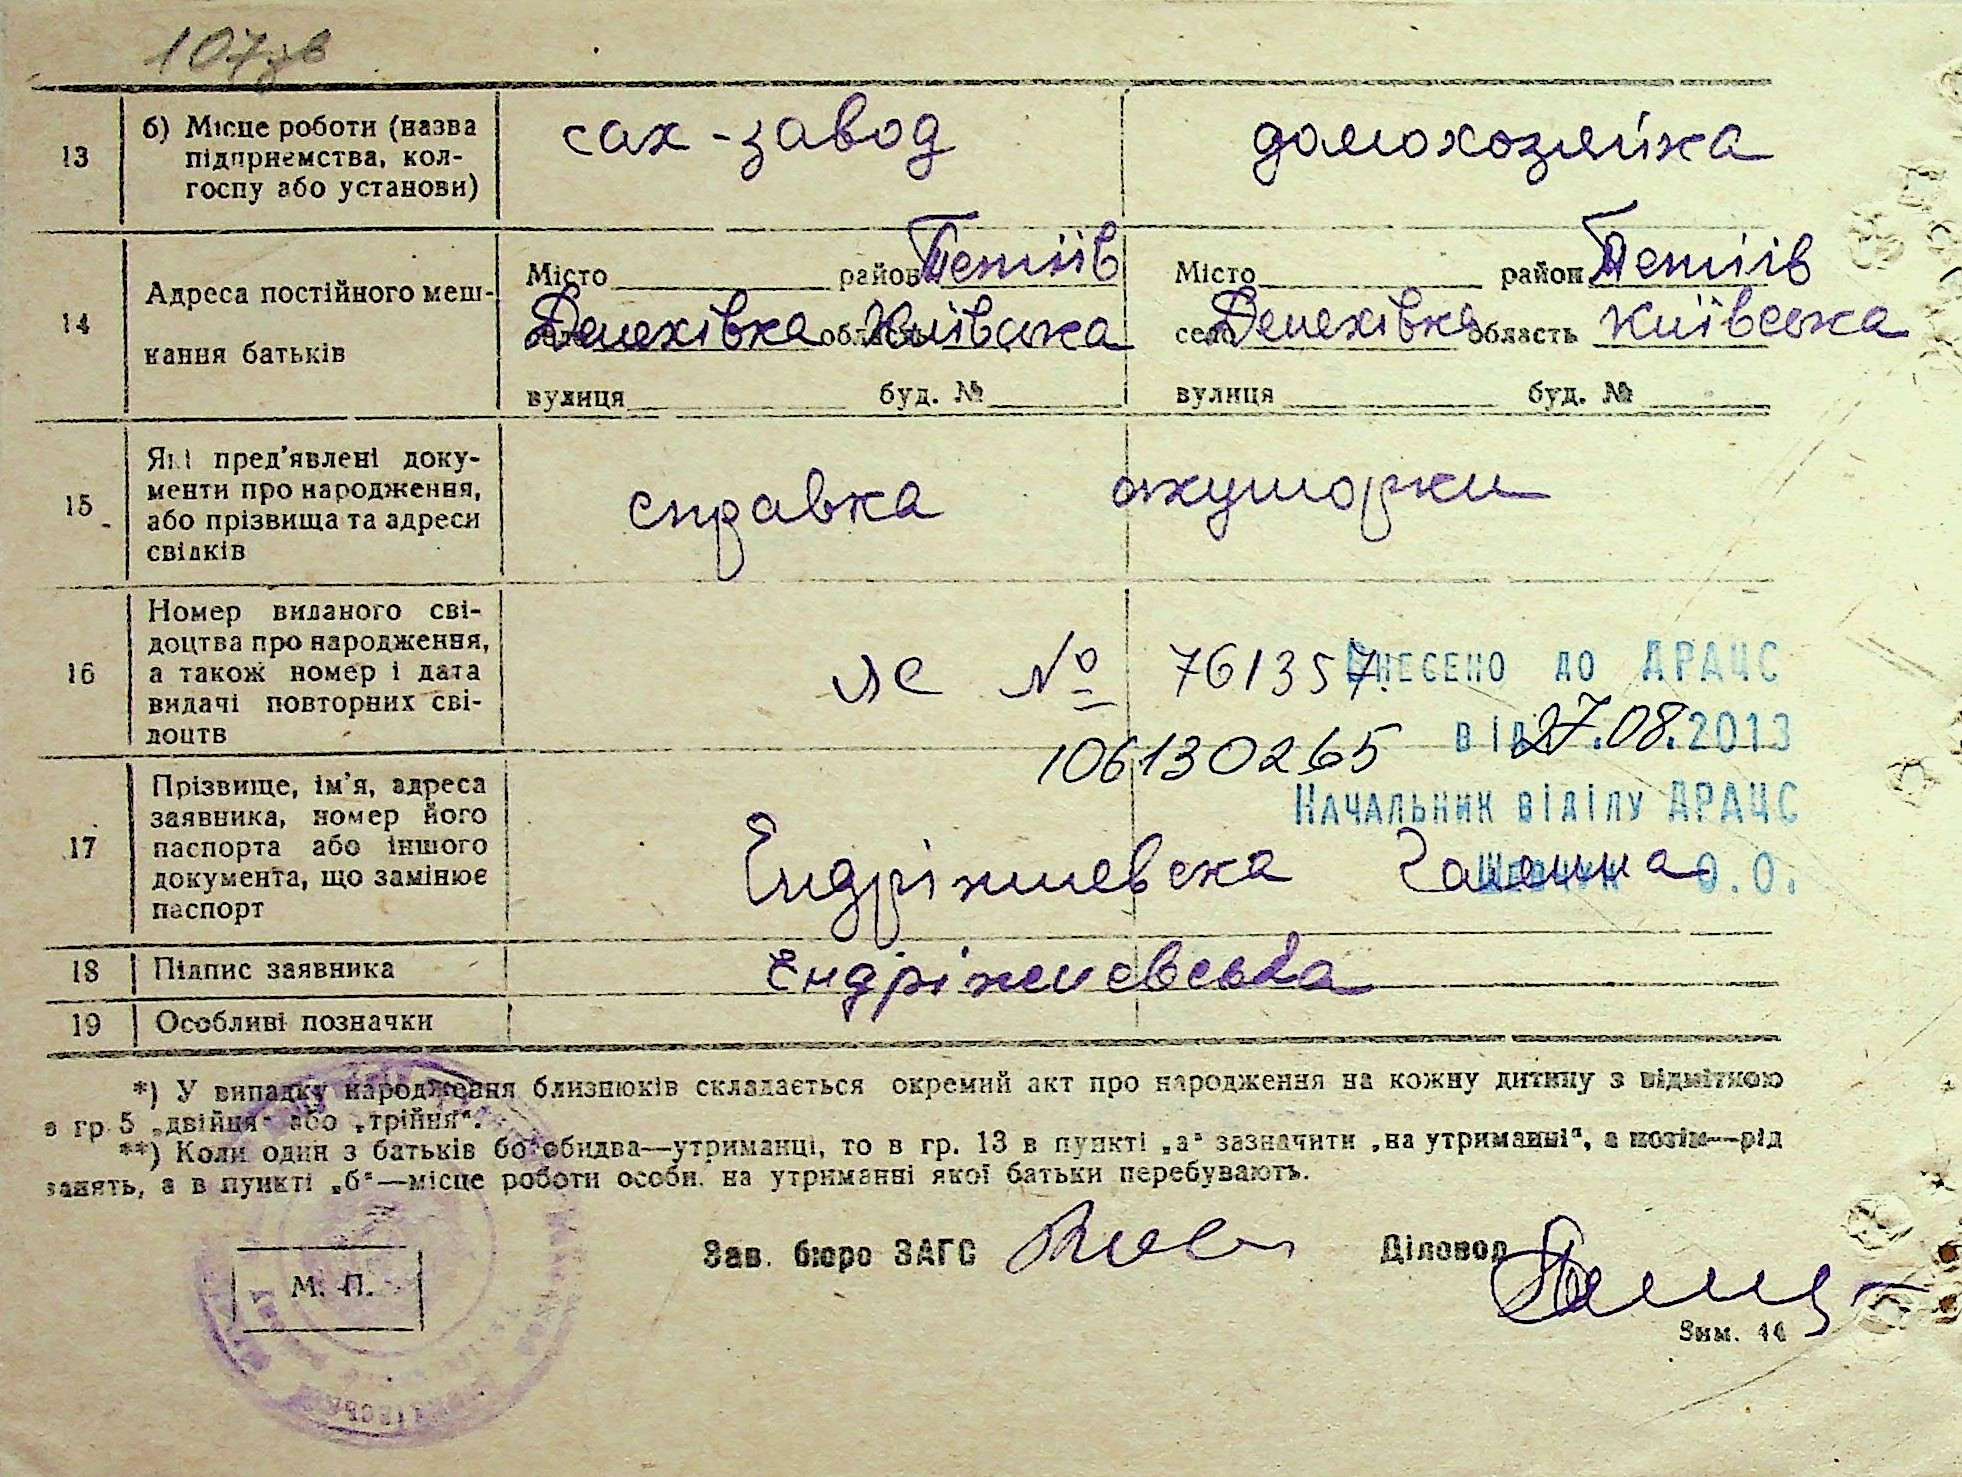 107зв
13 б) Місце роботи (назва підприємства, колгоспу або установи) сах-завод домохозяйка
14 Адреса постійного мешкання батьків
Місто район Тетіїв Місто район Тетіїв
Денехівка область Київська село Денехівка область Київська
вулиця буд. № вулиця буд. №
15 Які пред'явлені документи про народження, або прізвища та адреси свідків справка акушорки
16 Номер виданого свідоцтва про народження, а також номер і дата видачі повторних свідоцтв ЯС № 761357.
106130265
Внесено до ДРАЦС
від 27.08.2013
Начальник відділу ДРАЦС
Шевчук О.О.
17 Прізвище, ім'я, адреса заявника, номер його паспорта або іншого документа, що замінює паспорт Ендріжиевска Галина
18 Підпис заявника Ендріжиєвська
19 Особливі позначки
*) У випадку народження близнюків складається окремий акт про народження на кожну дитину з відміткою
в гр 5 „двійня" або „трійня".
**) Коли один з батьків бо обидва—утриманці, то в гр. 13 в пункті „а" зазначити „на утриманні", а потім—рід
занять, а в пункті „б"—місце роботи особи, на утриманні якої батьки перебувають.
Зав. бюро ЗАГС Діловод
М. П.
Зим. 44